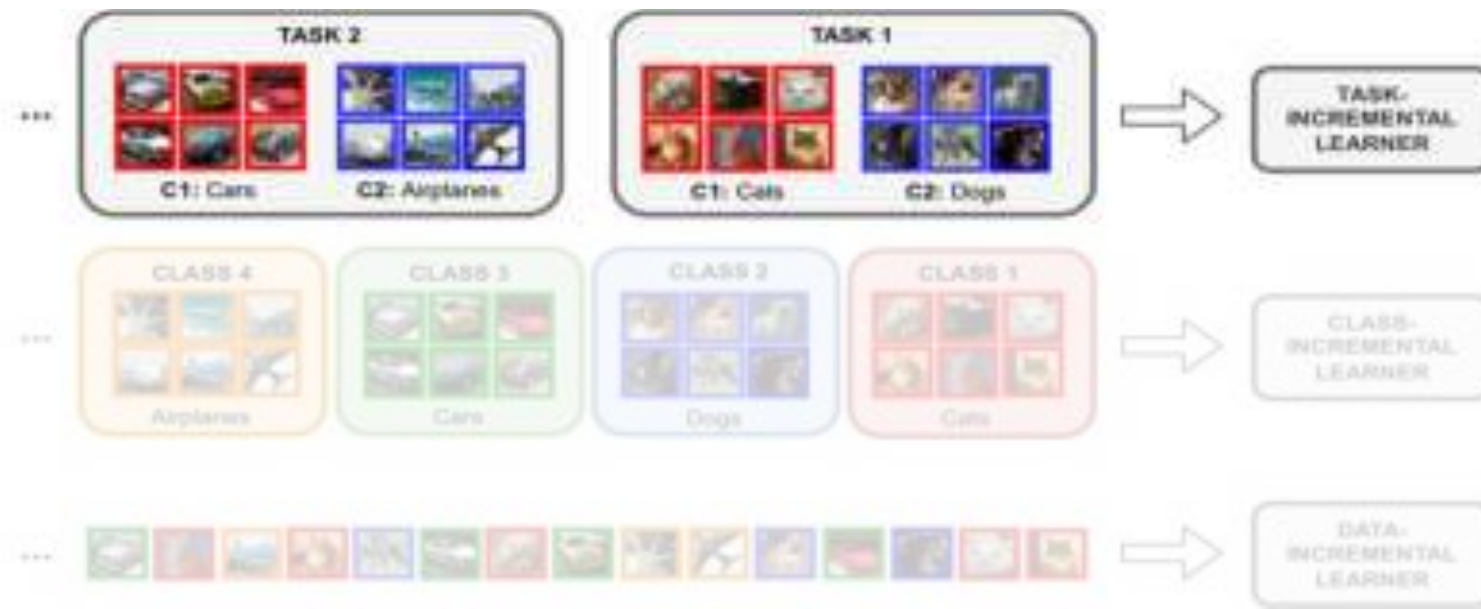 TASK 2
TASK 1
...
C1: Cars
C2: Airplanes
C1: Cats
C2: Dogs
TASK-
INCREMENTAL
LEARNER
CLASS 4
CLASS 3
CLASS 2
CLASS 1
...
Airplanes
Cars
Dogs
Cats
CLASS-
INCREMENTAL
LEARNER
...
DATA-
INCREMENTAL
LEARNER